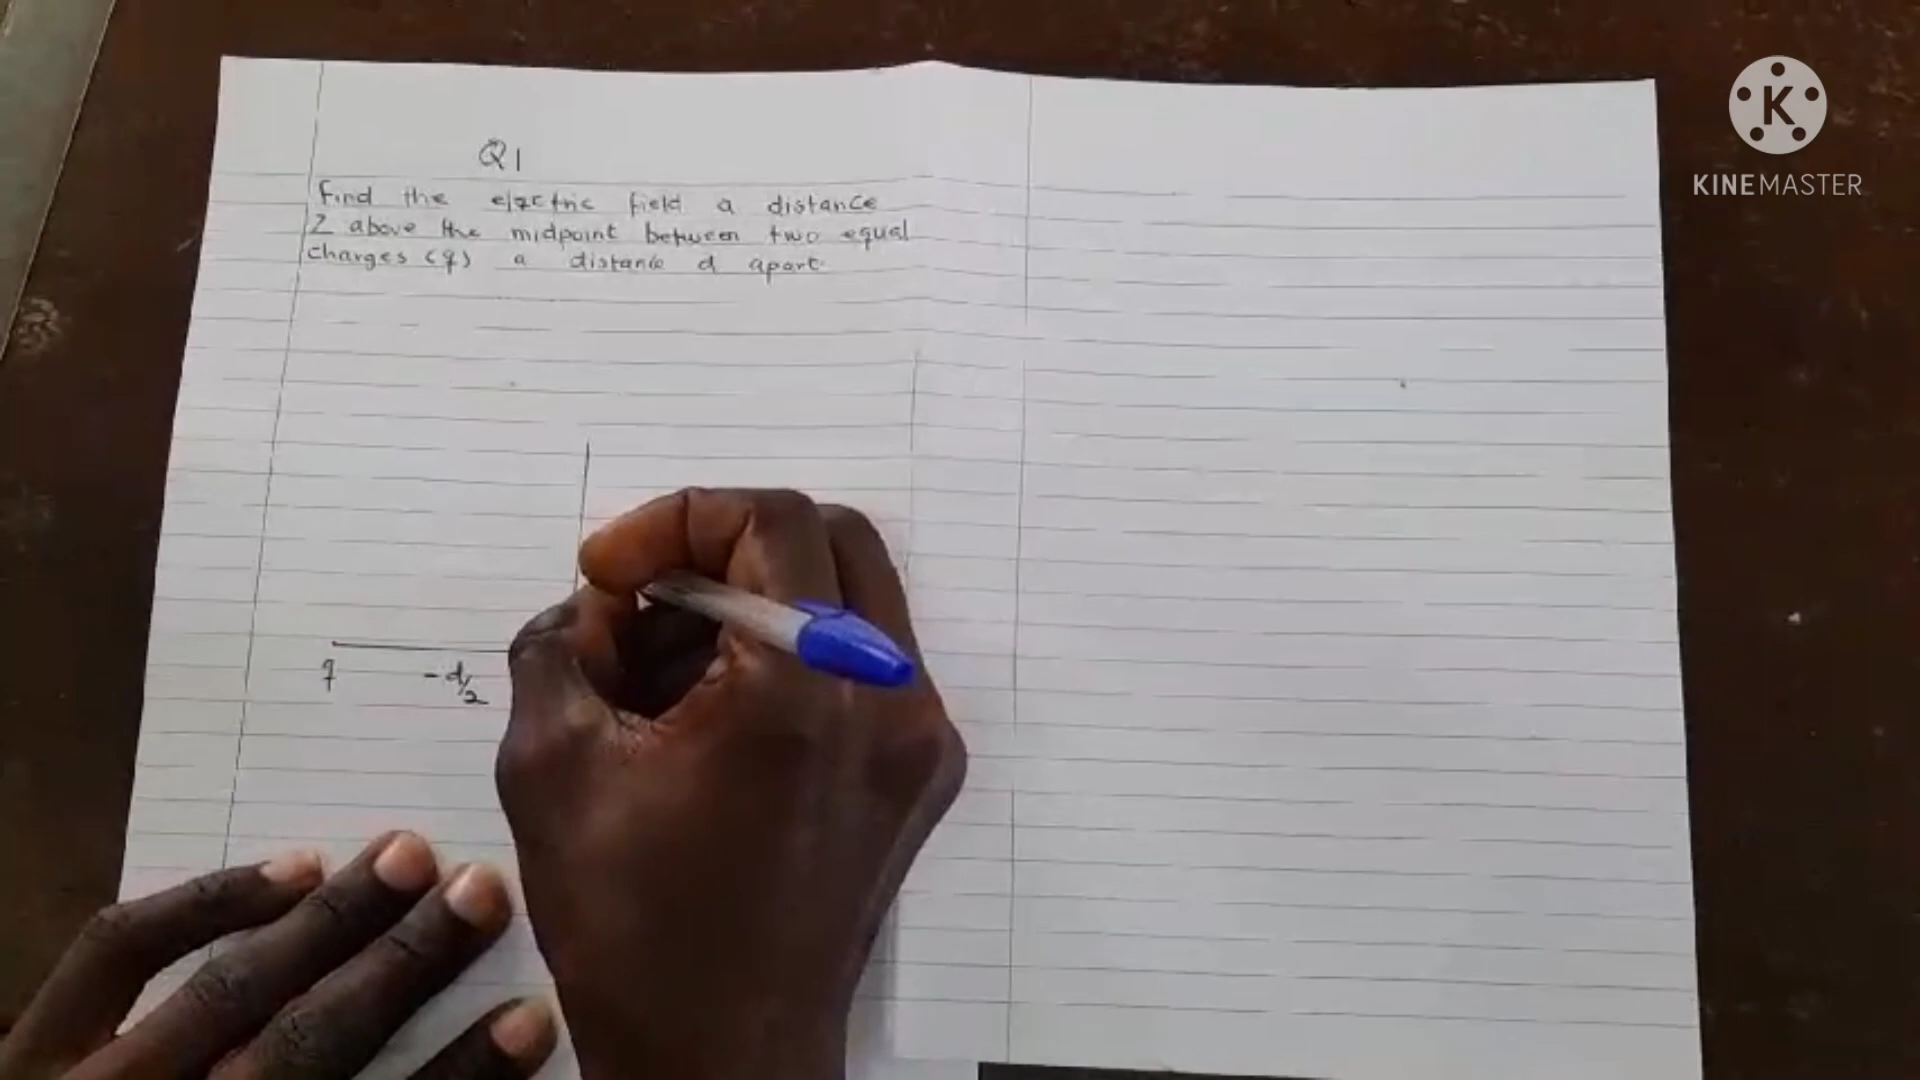 Q1
find the electric field a distance
Z above the midpoint between two equal
charges (q) a distance d apart.
q -d/2
K
KINEMASTER